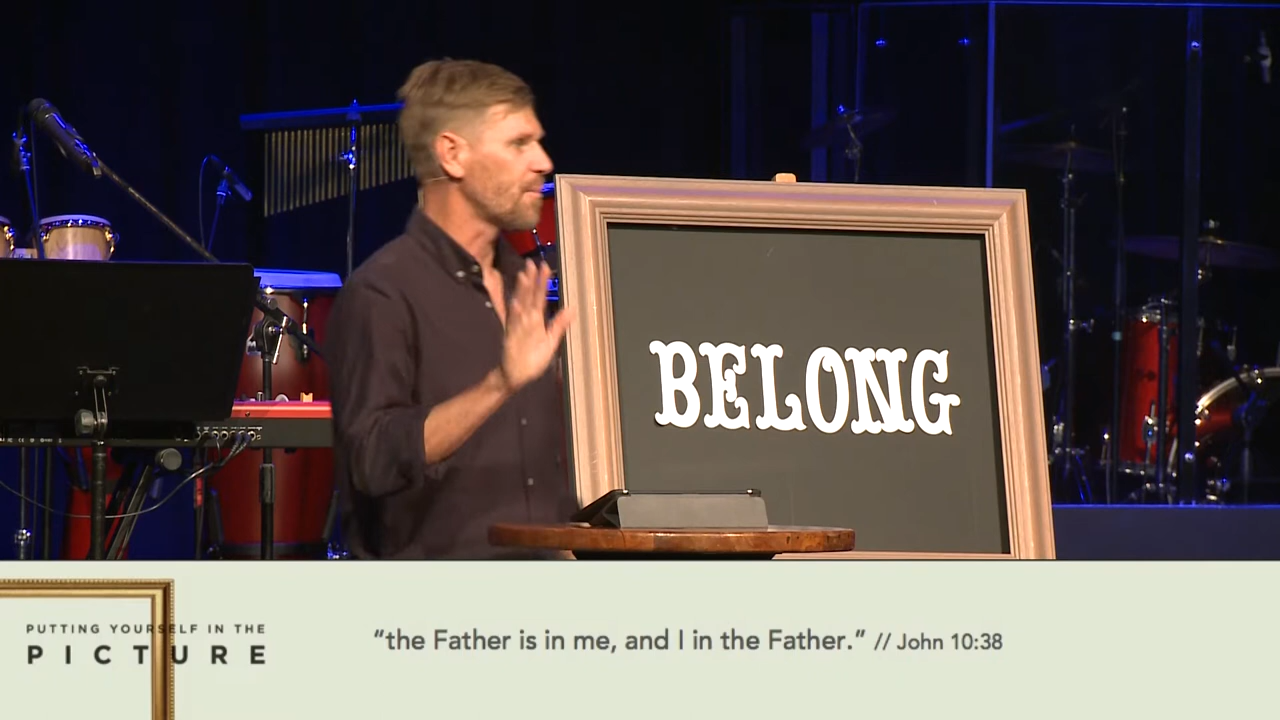 BELONG
PUTTING YOURSELF IN THE
PICTURE
“the Father is in me, and I in the Father.” // John 10:38